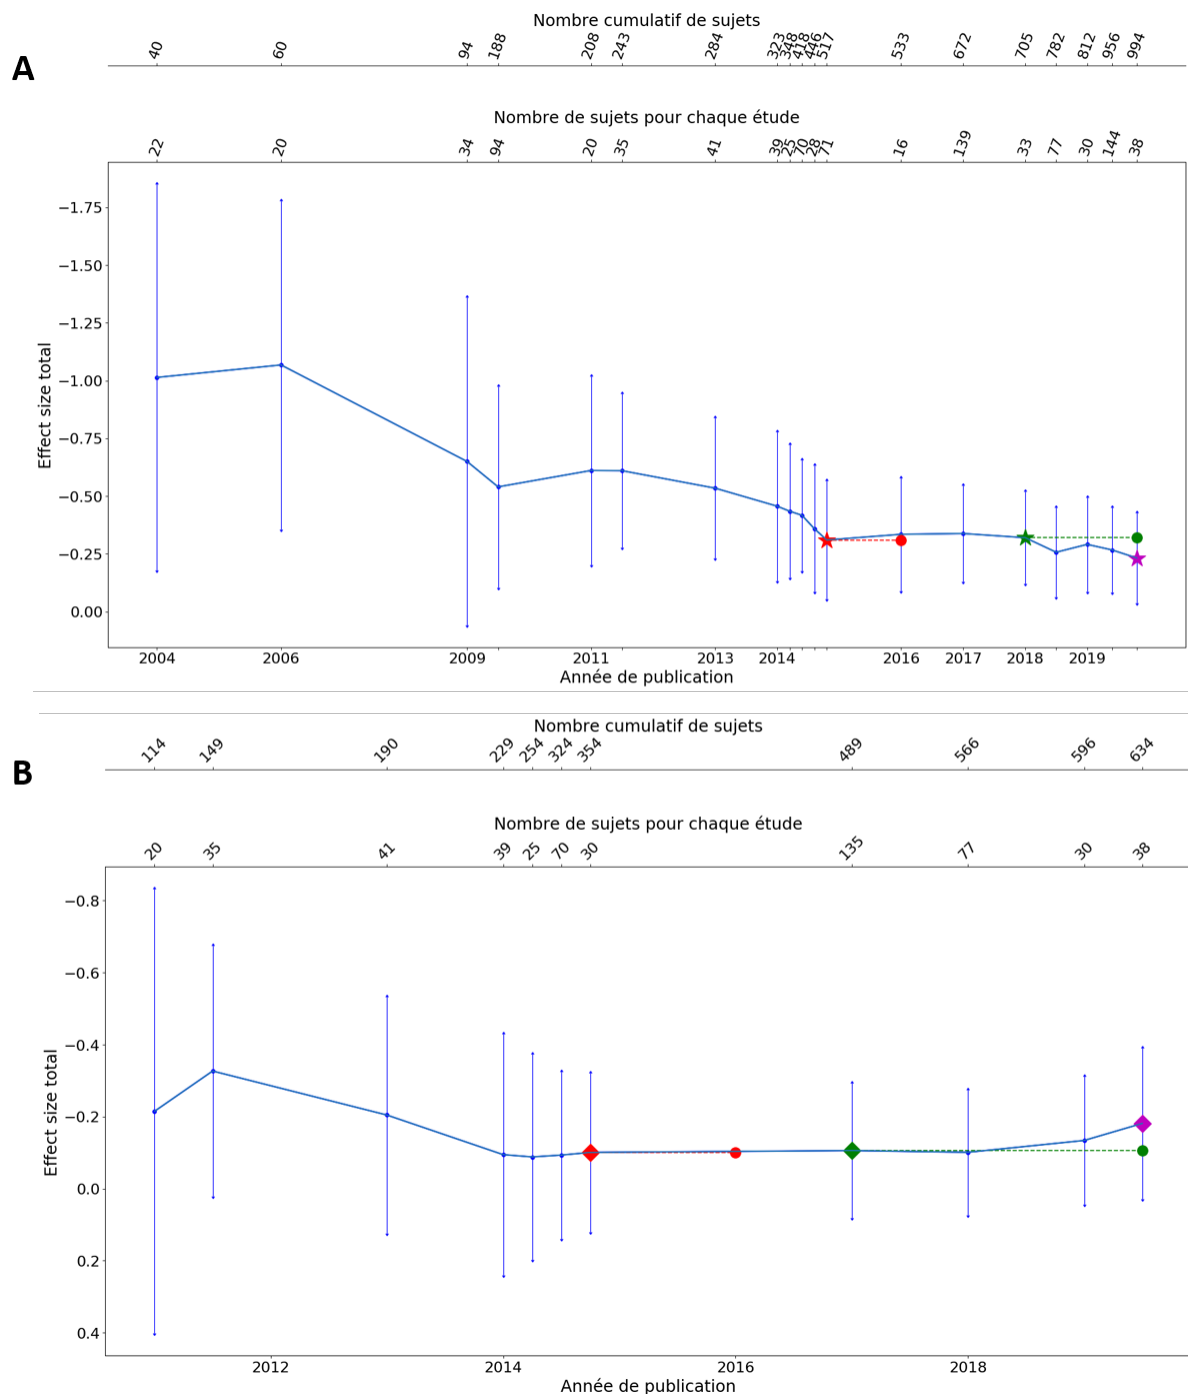 Nombre cumulatif de sujets
40 60 94 188 208 243 284 323 348 418 446 517 533 672 705 782 812 956 994
A
Nombre de sujets pour chaque étude
22 20 34 94 20 35 41 39 25 70 28 71 16 139 33 77 30 144 38
−1.75
−1.50
−1.25
−1.00
−0.75
−0.50
−0.25
0.00
Effect size total
2004 2006 2009 2011 2013 2014 2016 2017 2018 2019
Année de publication
Nombre cumulatif de sujets
114 149 190 229 254 324 354 489 566 596 634
B
Nombre de sujets pour chaque étude
20 35 41 39 25 70 30 135 77 30 38
−0.8
−0.6
−0.4
−0.2
0.0
0.2
0.4
Effect size total
2012 2014 2016 2018
Année de publication